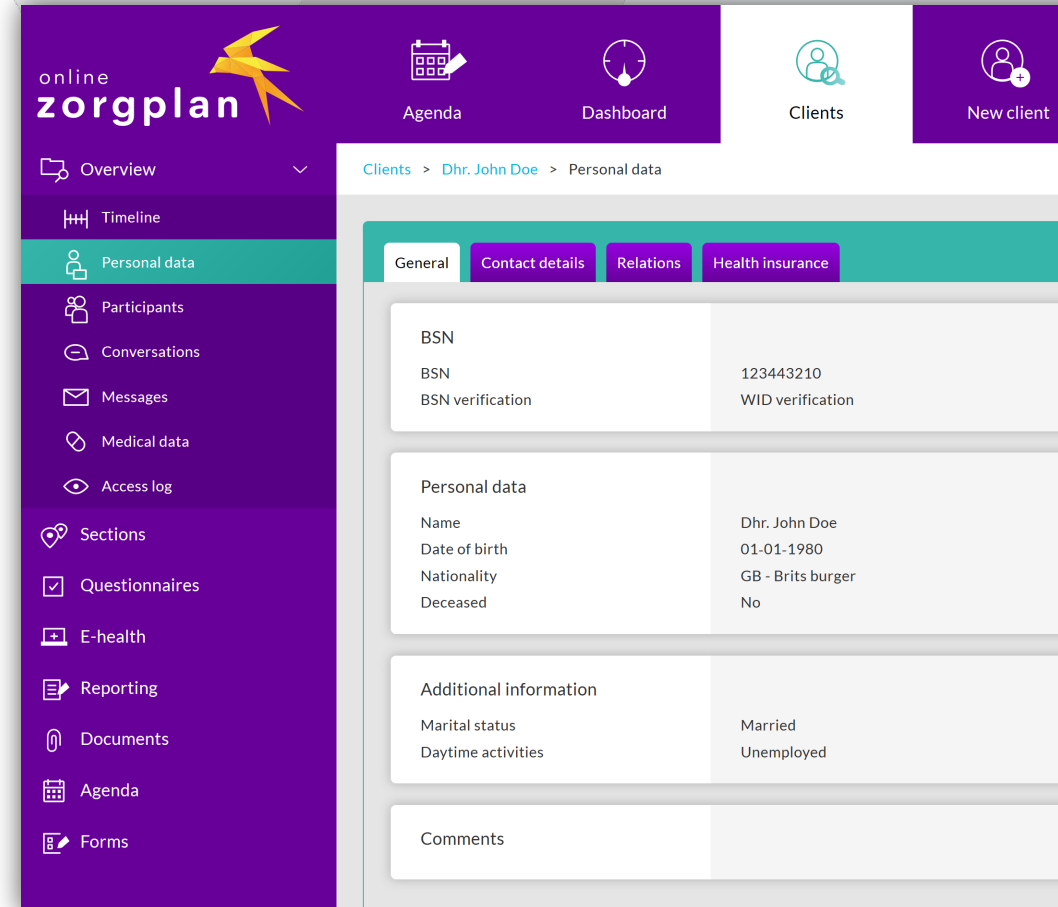 online
zorgplan
Agenda
Dashboard
Clients
New client
Overview
Timeline
Personal data
Participants
Conversations
Messages
Medical data
Access log
Sections
Questionnaires
E-health
Reporting
Documents
Agenda
Forms
Clients > Dhr. John Doe > Personal data
General Contact details Relations Health insurance
BSN
BSN 123443210
BSN verification WID verification
Personal data
Name Dhr. John Doe
Date of birth 01-01-1980
Nationality GB - Brits burger
Deceased No
Additional information
Marital status Married
Daytime activities Unemployed
Comments